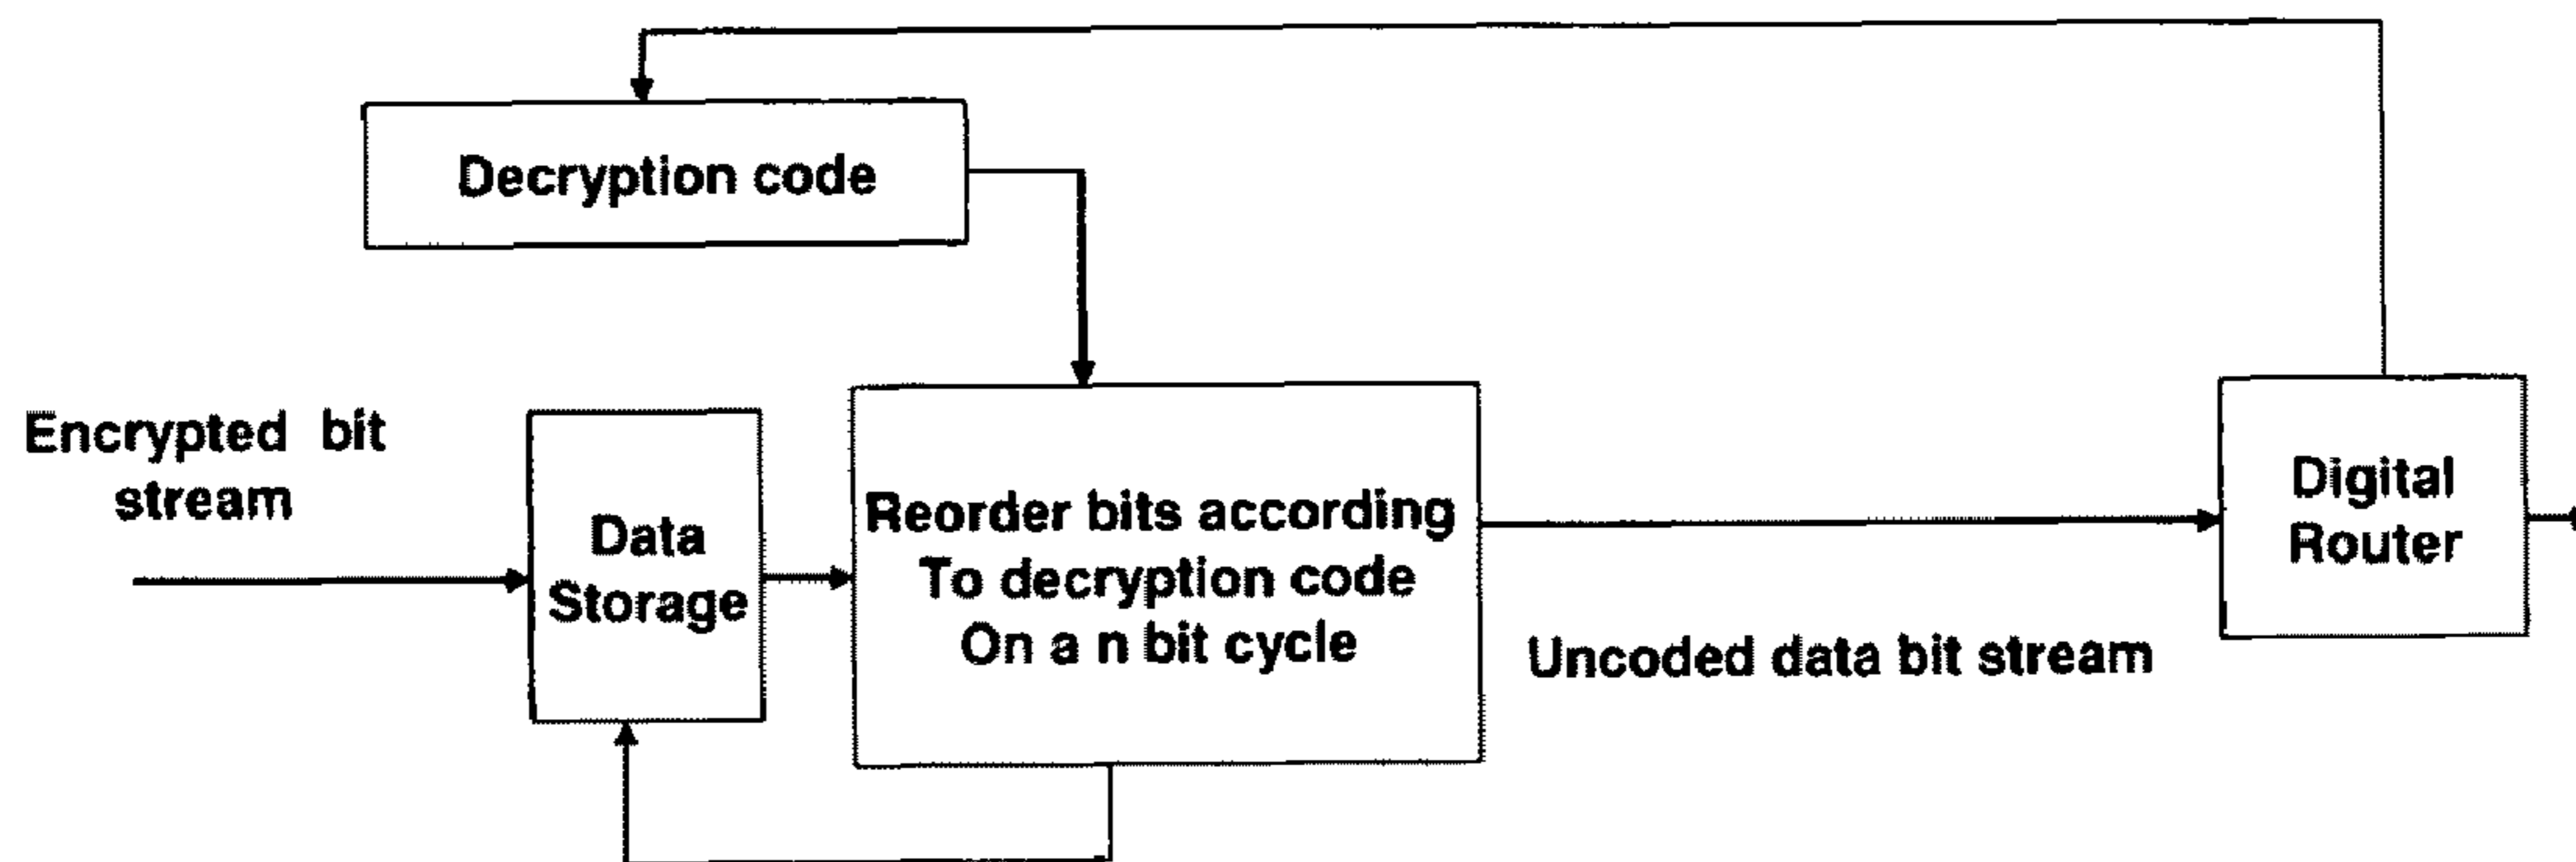 Decryption code
Encrypted bit
stream
Data
Storage
Reorder bits according
To decryption code
On a n bit cycle
Uncoded data bit stream
Digital
Router